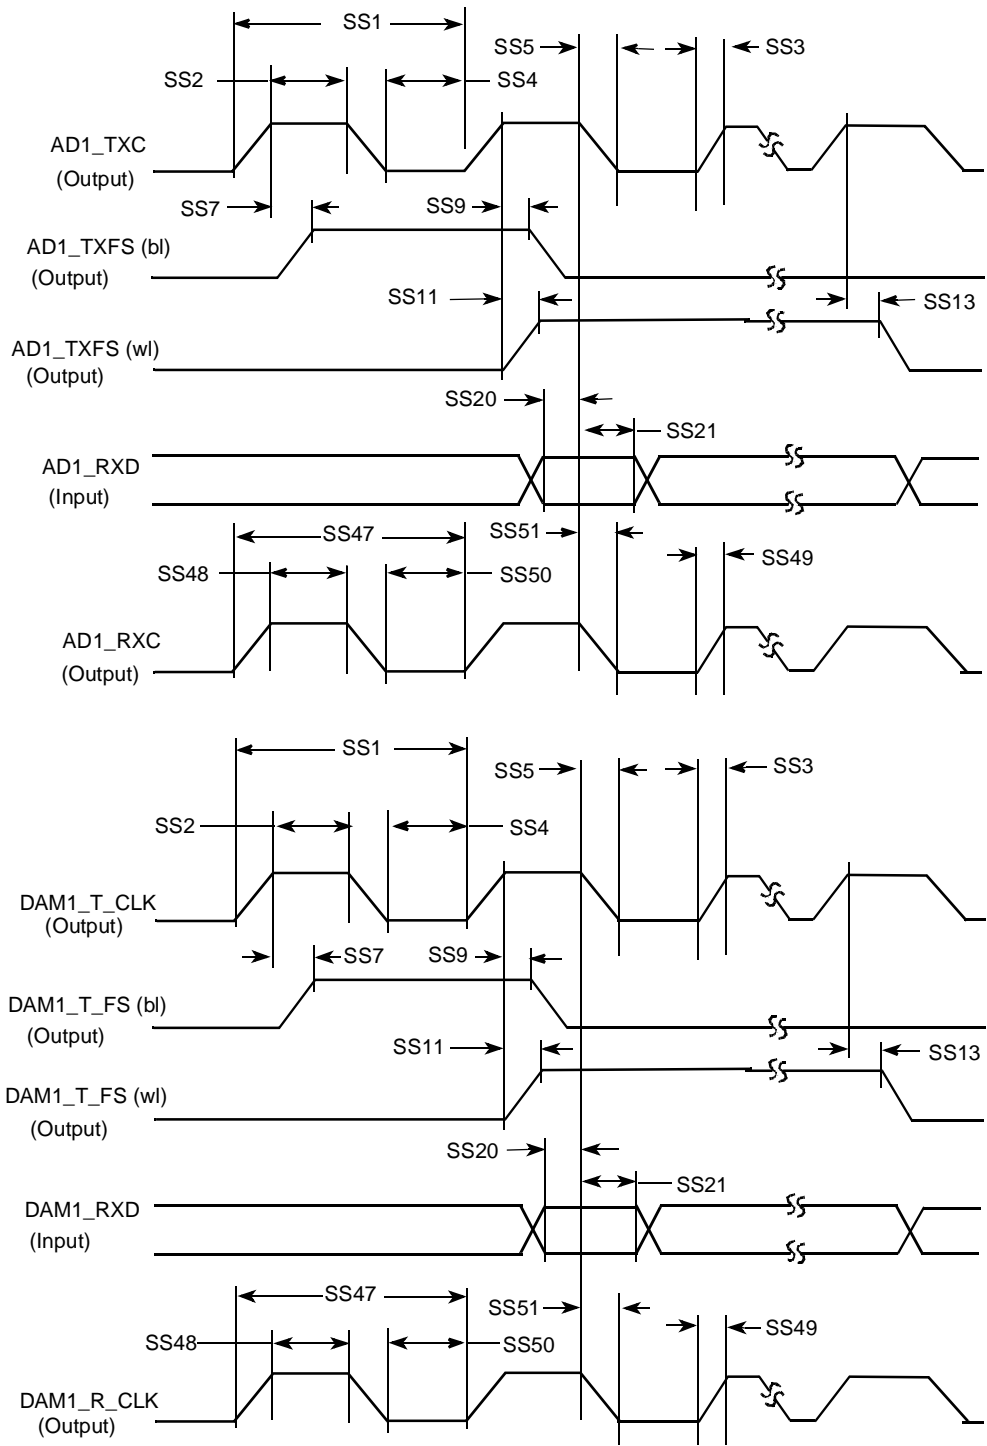 SS1
SS5
SS3
SS2
SS4
AD1_TXC
(Output)
SS7
SS9
AD1_TXFS (bl)
(Output)
SS11
SS13
AD1_TXFS (wl)
(Output)
SS20
SS21
AD1_RXD
(Input)
SS47
SS51
SS49
SS48
SS50
AD1_RXC
(Output)
SS1
SS5
SS3
SS2
SS4
DAM1_T_CLK
(Output)
SS7
SS9
DAM1_T_FS (bl)
(Output)
SS11
SS13
DAM1_T_FS (wl)
(Output)
SS20
SS21
DAM1_RXD
(Input)
SS47
SS51
SS49
SS48
SS50
DAM1_R_CLK
(Output)